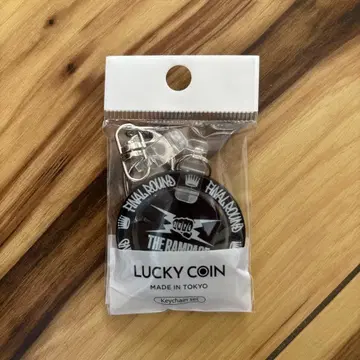 FINAL ROUND
FINAL ROUND
THE RAMPAGE
LUCKY COIN
MADE IN TOKYO
Keychain ver.